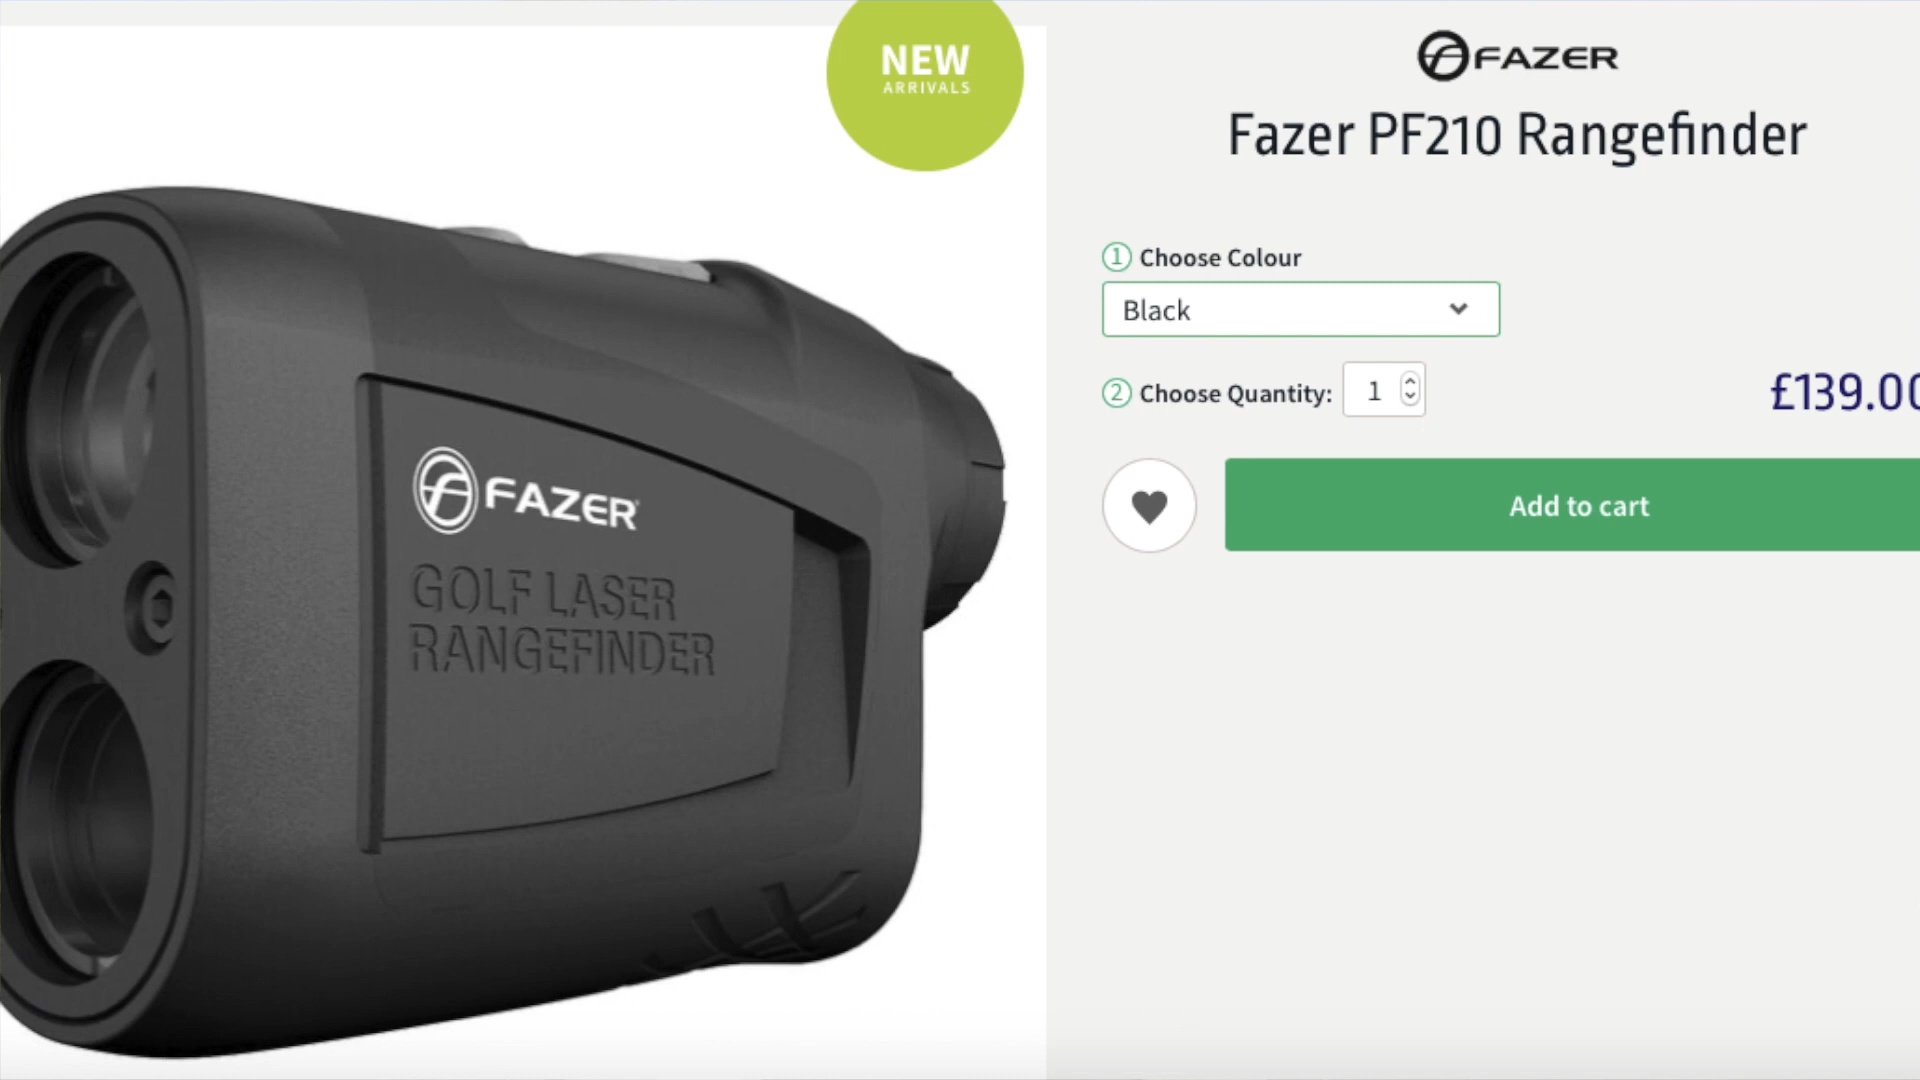 NEW
ARRIVALS
FAZER
Fazer PF210 Rangefinder
1 Choose Colour
Black
2 Choose Quantity: 1
£139.00
Add to cart
FAZER
GOLF LASER
RANGEFINDER